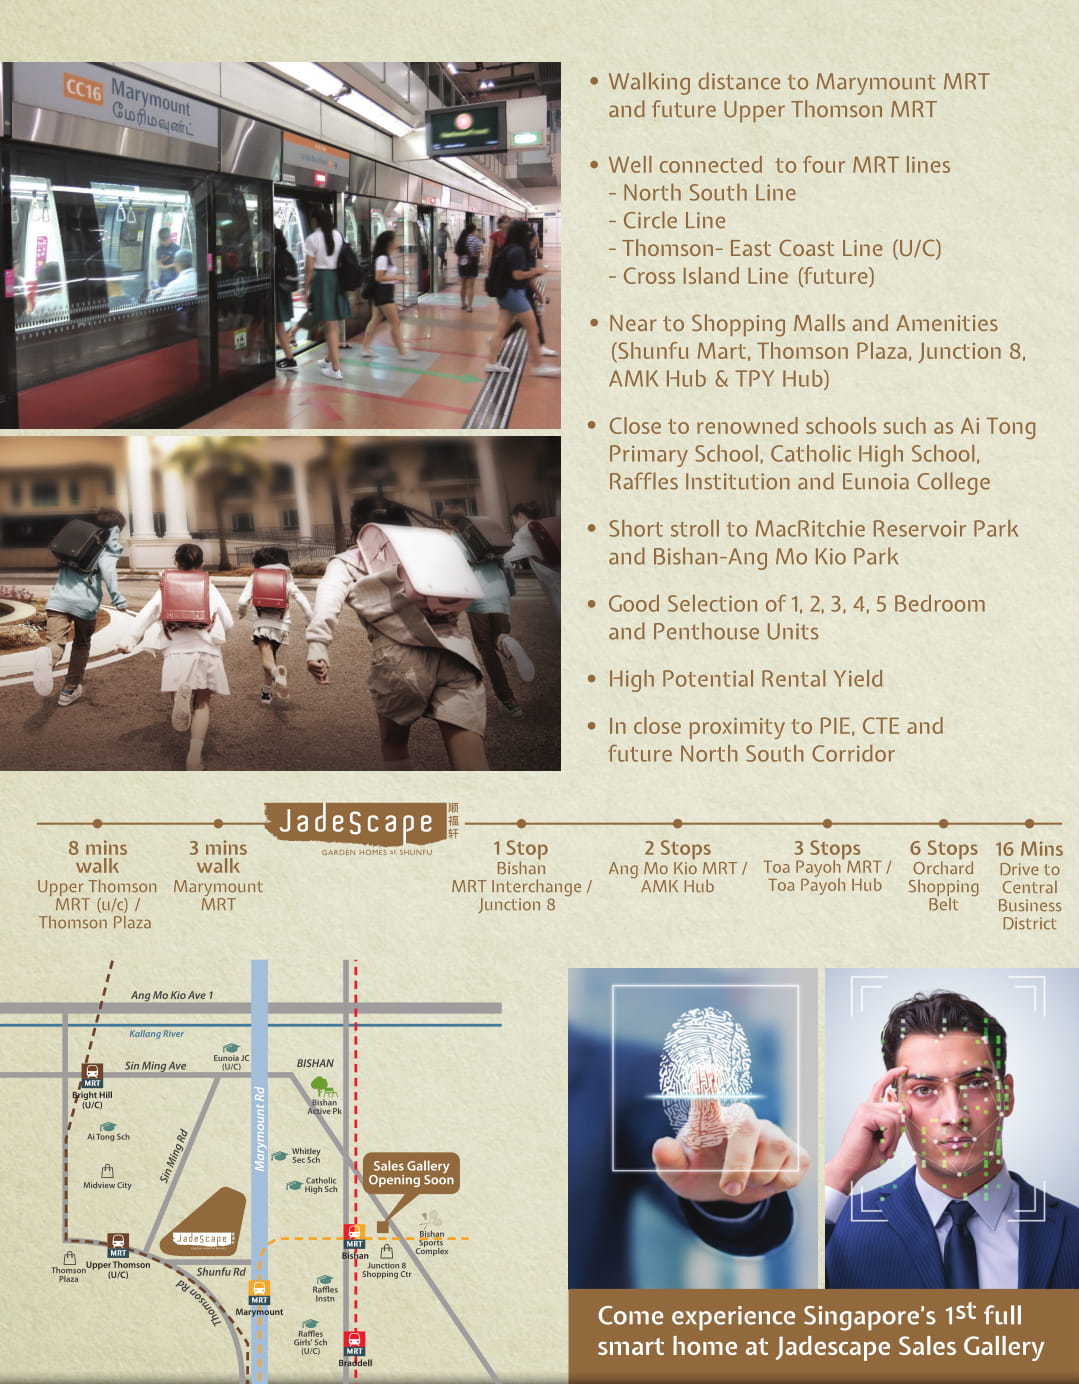 CC16 Marymount
மேரிமவுண்ட்
• Walking distance to Marymount MRT
and future Upper Thomson MRT
• Well connected to four MRT lines
- North South Line
- Circle Line
- Thomson- East Coast Line (U/C)
- Cross Island Line (future)
• Near to Shopping Malls and Amenities
(Shunfu Mart, Thomson Plaza, Junction 8,
AMK Hub & TPY Hub)
• Close to renowned schools such as Ai Tong
Primary School, Catholic High School,
Raffles Institution and Eunoia College
• Short stroll to MacRitchie Reservoir Park
and Bishan-Ang Mo Kio Park
• Good Selection of 1, 2, 3, 4, 5 Bedroom
and Penthouse Units
• High Potential Rental Yield
• In close proximity to PIE, CTE and
future North South Corridor
8 mins
walk
Upper Thomson
MRT (u/c) /
Thomson Plaza
3 mins
walk
Marymount
MRT
JadeScape
顺福轩
GARDEN HOMES at SHUNFU
1 Stop
Bishan
MRT Interchange /
Junction 8
2 Stops
Ang Mo Kio MRT /
AMK Hub
3 Stops
Toa Payoh MRT /
Toa Payoh Hub
6 Stops
Orchard
Shopping
Belt
16 Mins
Drive to
Central
Business
District
Ang Mo Kio Ave 1
Kallang River
Eunoia JC
(U/C)
Sin Ming Ave
BISHAN
MRT
Bright Hill
(U/C)
Bishan
Active Pk
Marymount Rd
Ai Tong Sch
Sin Ming Rd
Whitley
Sec Sch
Sales Gallery
Opening Soon
Midview City
Catholic
High Sch
JadeScape
MRT
Upper Thomson
(U/C)
Thomson
Plaza
MRT
Bishan
Bishan
Sports
Complex
Junction 8
Shopping Ctr
Shunfu Rd
Thomson Rd
MRT
Marymount
Raffles
Instn
Raffles
Girls' Sch
(U/C)
MRT
Braddell
Come experience Singapore's 1st full
smart home at Jadescape Sales Gallery